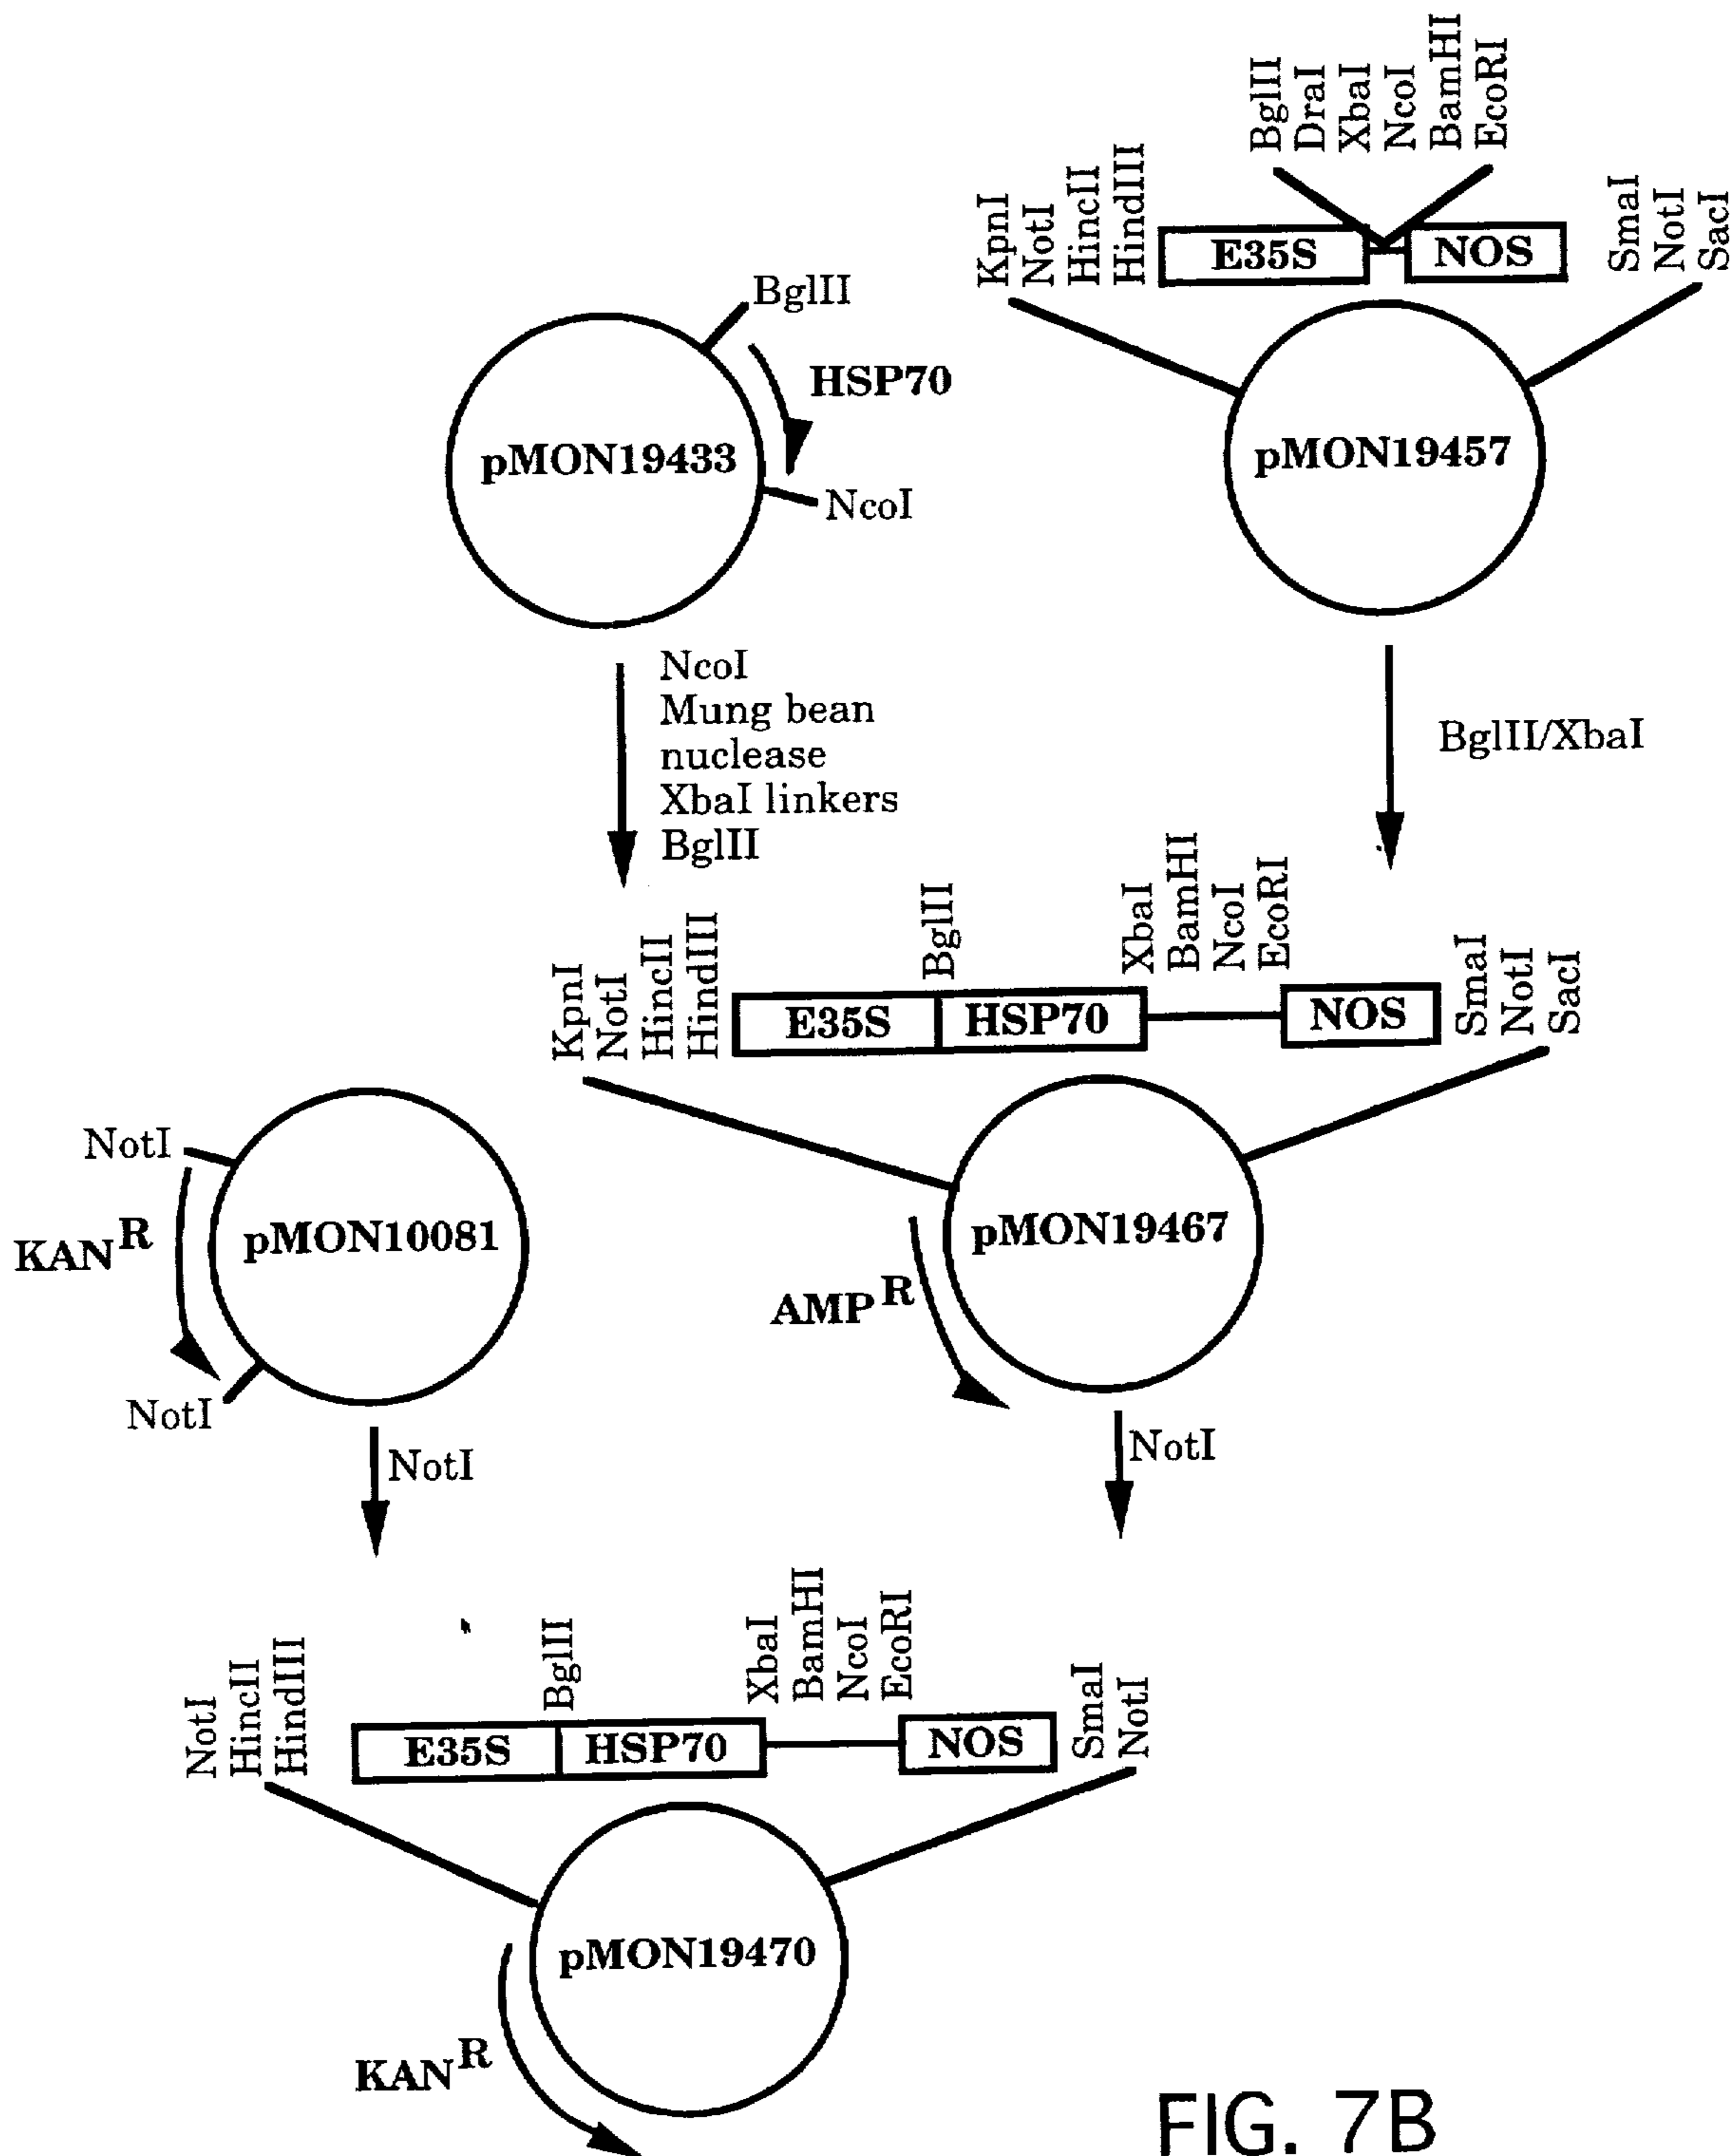 BglII
DraI
XbaI
NcoI
BamHI
EcoRI
KpnI
NotI
HincII
HindIII
E35S
NOS
SmaI
NotI
SacI
BglII
HSP70
pMON19433
NcoI
pMON19457
NcoI
Mung bean
nuclease
XbaI linkers
BglII
BglII/XbaI
KpnI
NotI
HincII
HindIII
BglII
XbaI
BamHI
NcoI
EcoRI
E35S
HSP70
NOS
SmaI
NotI
SacI
NotI
KAN R
pMON10081
NotI
AMP R
pMON19467
NotI
NotI
NotI
HincII
HindIII
BglII
XbaI
BamHI
NcoI
EcoRI
E35S
HSP70
NOS
SmaI
NotI
pMON19470
KAN R
FIG. 7B